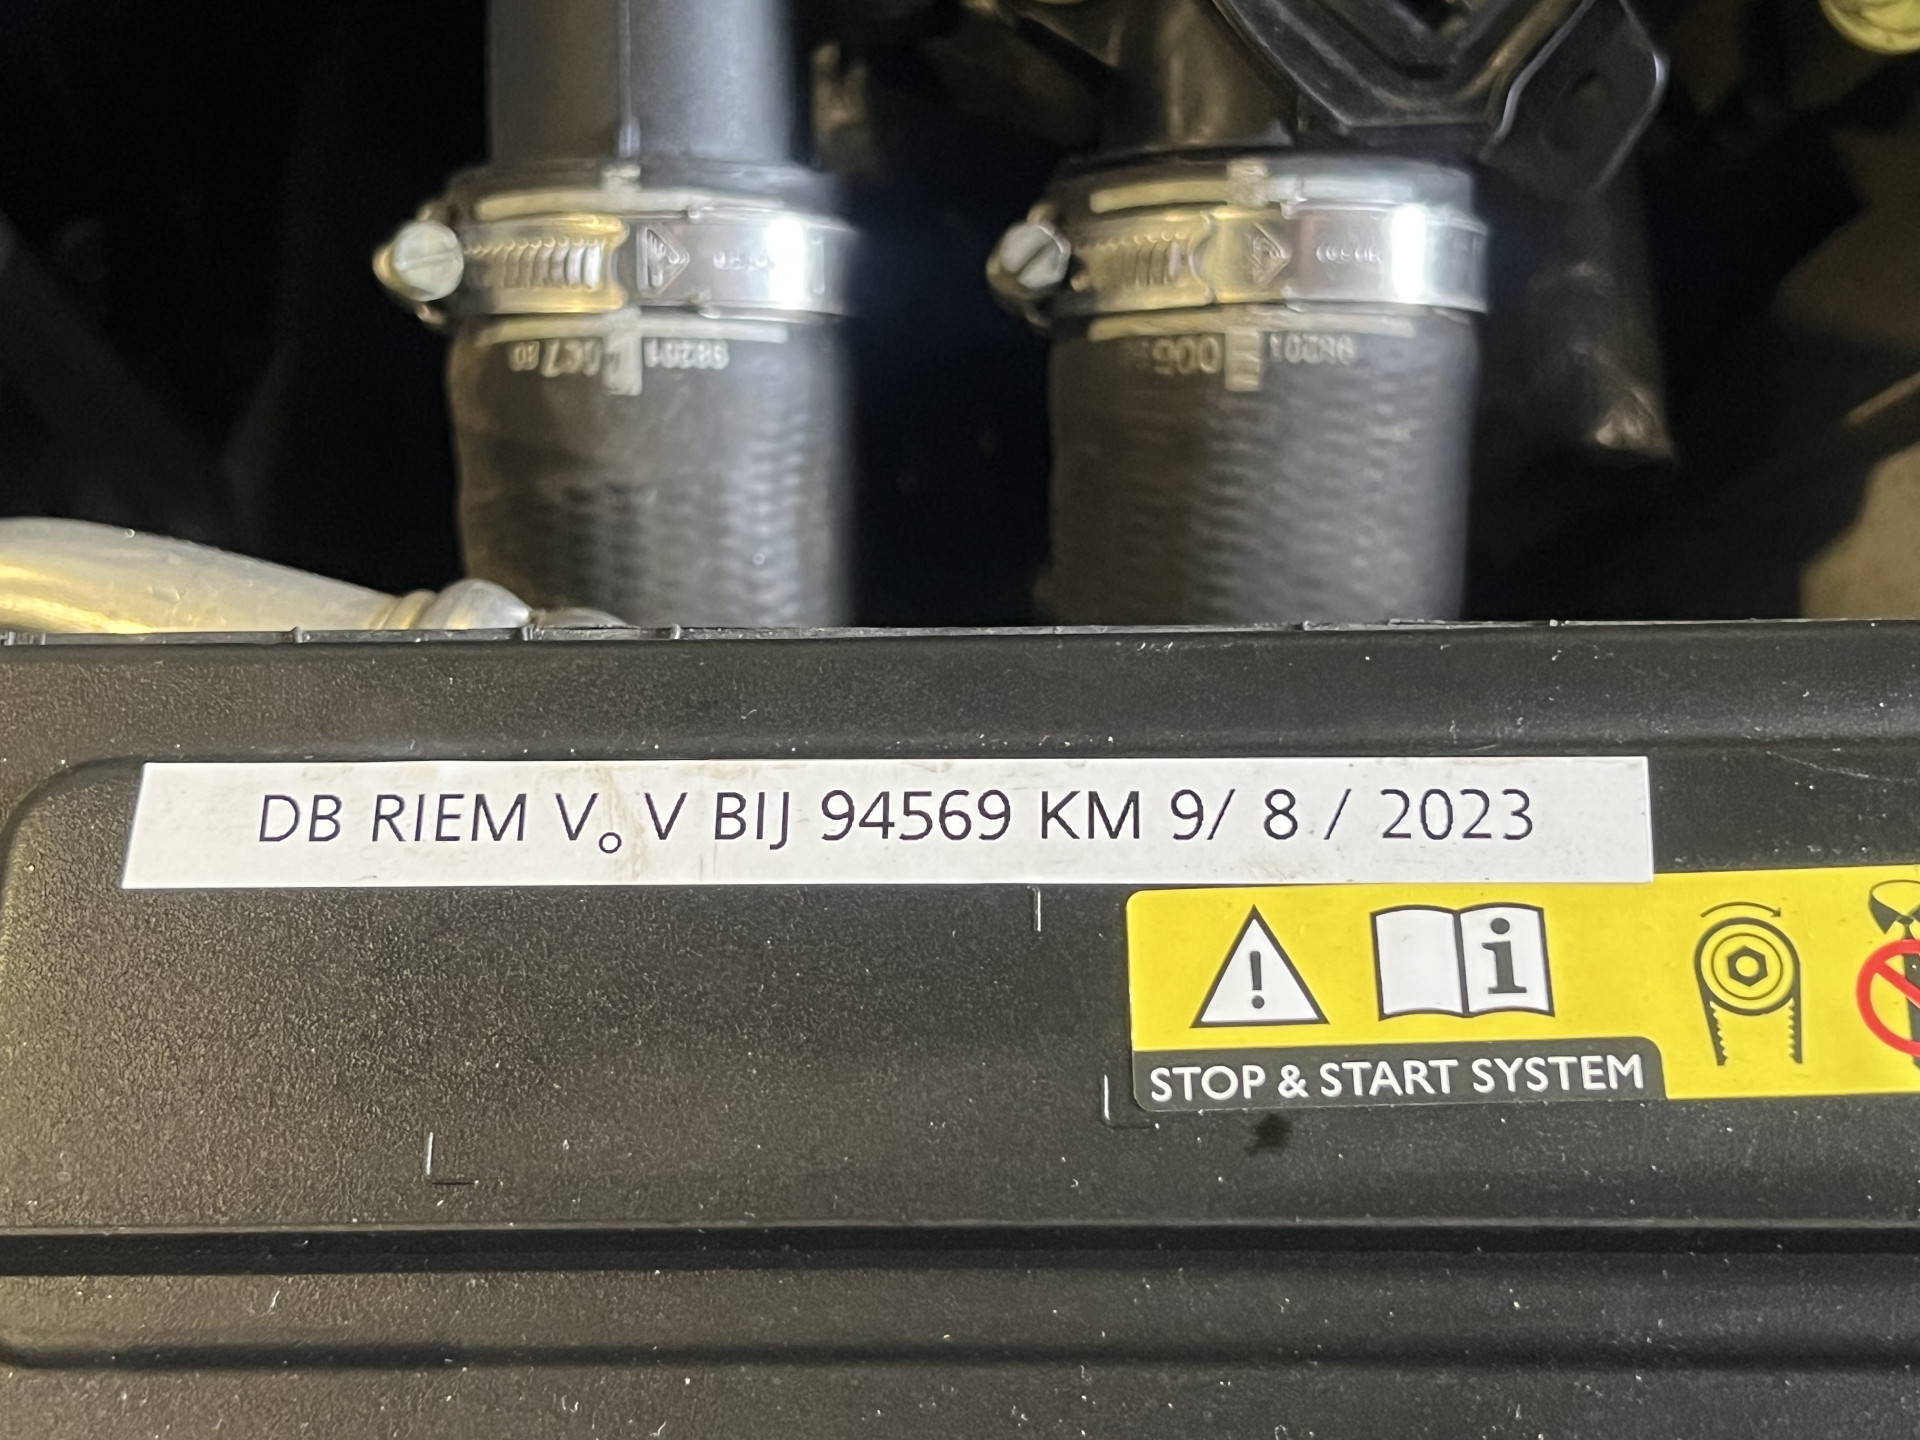 DB RIEM V. V BIJ 94569 KM 9/ 8 / 2023
STOP & START SYSTEM